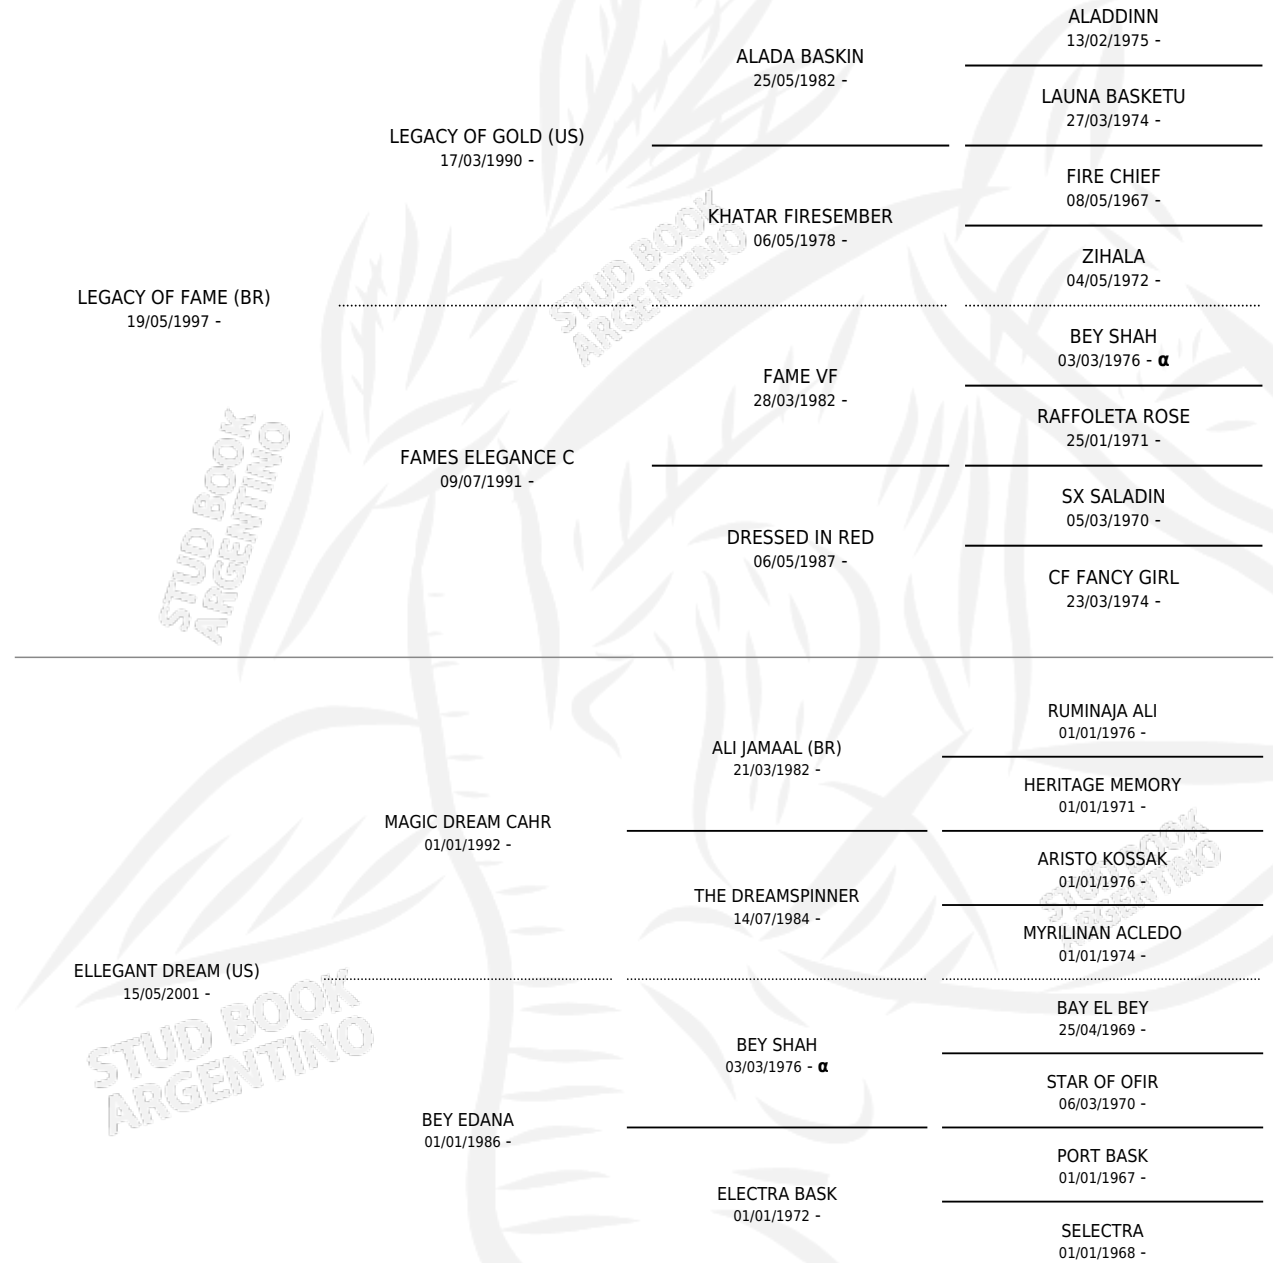 ALADDINN
13/02/1975 -
ALADA BASKIN
25/05/1982 -
LAUNA BASKETU
27/03/1974 -
LEGACY OF GOLD (US)
17/03/1990 -
FIRE CHIEF
08/05/1967 -
KHATAR FIRESEMBER
06/05/1978 -
ZIHALA
04/05/1972 -
LEGACY OF FAME (BR)
19/05/1997 -
BEY SHAH
03/03/1976 - α
FAME VF
28/03/1982 -
RAFFOLETA ROSE
25/01/1971 -
FAMES ELEGANCE C
09/07/1991 -
SX SALADIN
05/03/1970 -
DRESSED IN RED
06/05/1987 -
CF FANCY GIRL
23/03/1974 -
RUMINAJA ALI
01/01/1976 -
ALI JAMAAL (BR)
21/03/1982 -
HERITAGE MEMORY
01/01/1971 -
MAGIC DREAM CAHR
01/01/1992 -
ARISTO KOSSAK
01/01/1976 -
THE DREAMSPINNER
14/07/1984 -
MYRILINAN ACLEDO
01/01/1974 -
ELLEGANT DREAM (US)
15/05/2001 -
BAY EL BEY
25/04/1969 -
BEY SHAH
03/03/1976 - α
STAR OF OFIR
06/03/1970 -
BEY EDANA
01/01/1986 -
PORT BASK
01/01/1967 -
ELECTRA BASK
01/01/1972 -
SELECTRA
01/01/1968 -
STUD BOOK
ARGENTINO
STUD BOOK
ARGENTINO
STUD BOOK
ARGENTINO
STUD BOOK
ARGENTINO